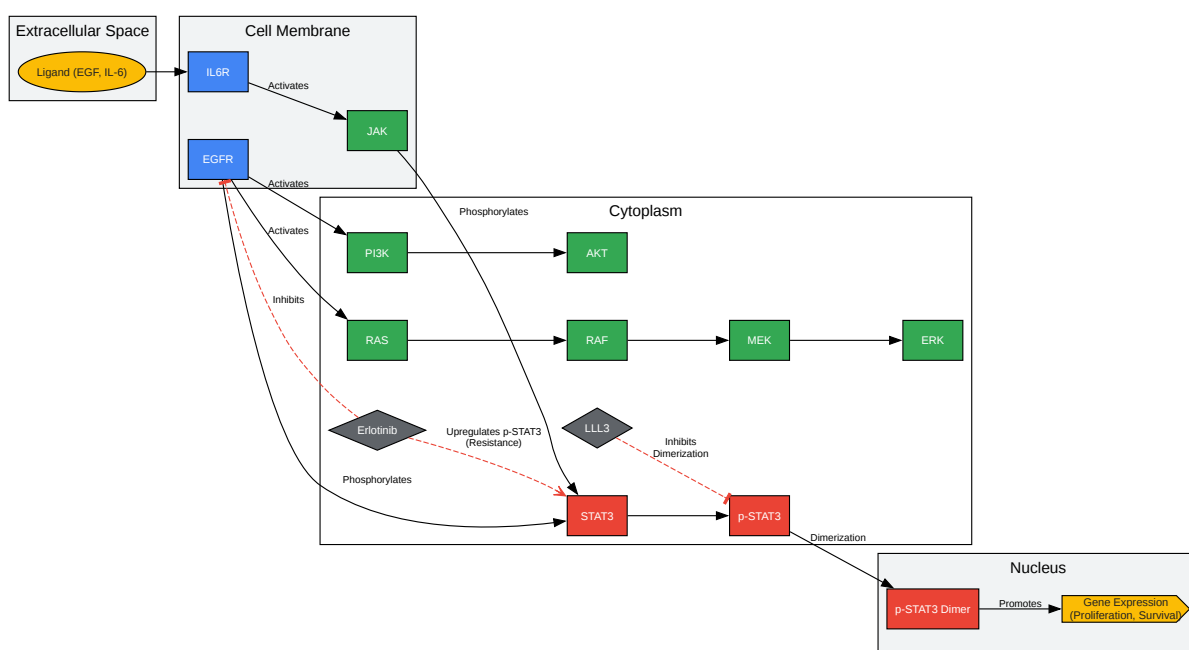 Extracellular Space
Cell Membrane
Ligand (EGF, IL-6)
IL6R
Activates
JAK
EGFR
Activates
Phosphorylates
Cytoplasm
Activates
PI3K
AKT
Inhibits
RAS
RAF
MEK
ERK
Erlotinib
Upregulates p-STAT3
(Resistance)
LLL3
Inhibits
Dimerization
Phosphorylates
STAT3
p-STAT3
Dimerization
Nucleus
p-STAT3 Dimer
Promotes
Gene Expression
(Proliferation, Survival)